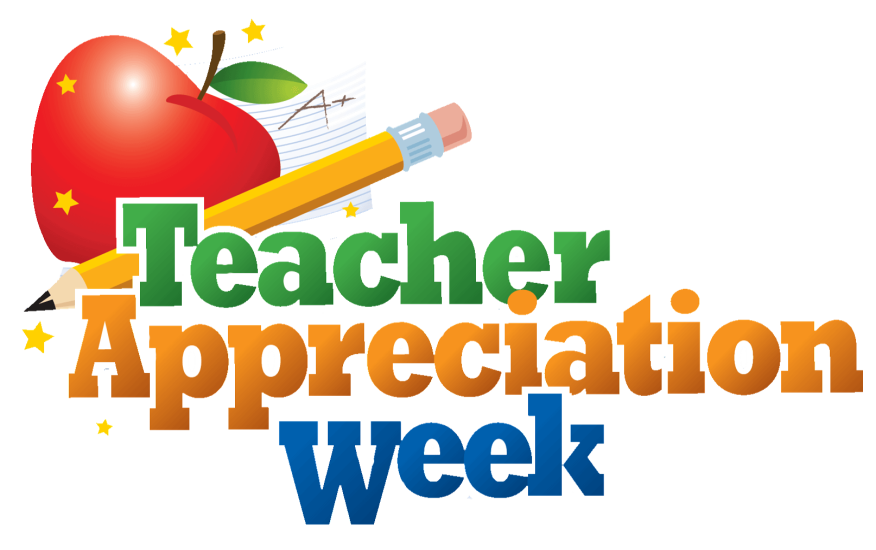 A+
Teacher
Appreciation
Week